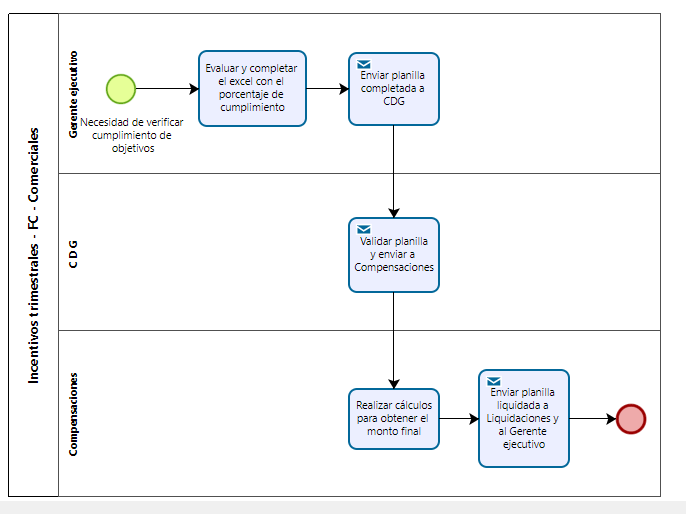 Incentivos trimestrales - FC - Comerciales
Gerente ejecutivo
Necesidad de verificar
cumplimiento de
objetivos
Evaluar y completar
el excel con el
porcentaje de
cumplimiento
Enviar planilla
completada a
CDG
C D G
Validar planilla
y enviar a
Compensaciones
Compensaciones
Realizar cálculos
para obtener el
monto final
Enviar planilla
liquidada a
Liquidaciones y
al Gerente
ejecutivo